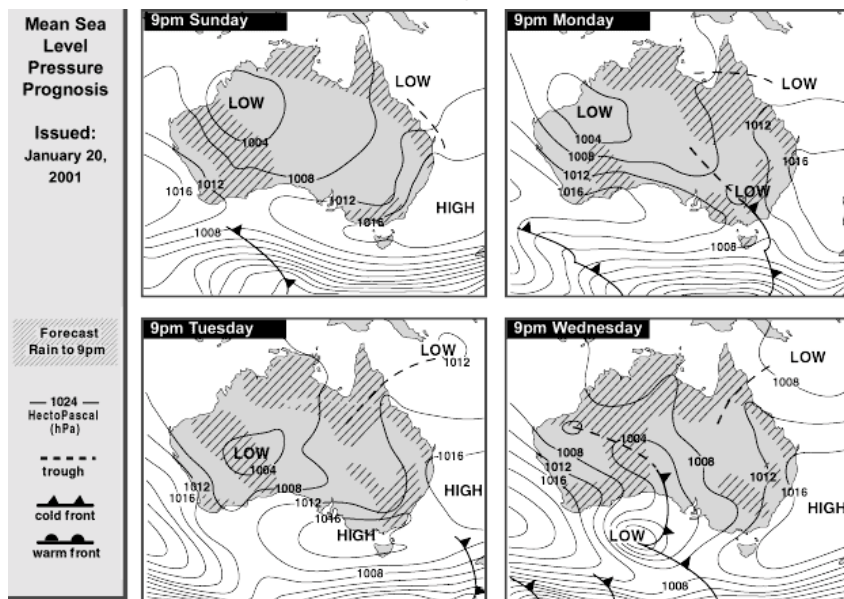 Mean Sea
Level
Pressure
Prognosis
Issued:
January 20,
2001
Forecast
Rain to 9pm
1024
HectoPascal
(hPa)
trough
cold front
warm front
9pm Sunday
LOW
LOW
1004
1008
1016
1012
1012
1016
HIGH
1008
9pm Monday
LOW
LOW
1004
1012
1008
1012
1016
1016
LOW
1008
9pm Tuesday
LOW
1012
LOW
1004
1016
1012
1008
1016
1012
HIGH
1016
HIGH
1008
9pm Wednesday
LOW
1008
1004
1008
1008
1012
1016
1012
1016
HIGH
LOW
1008